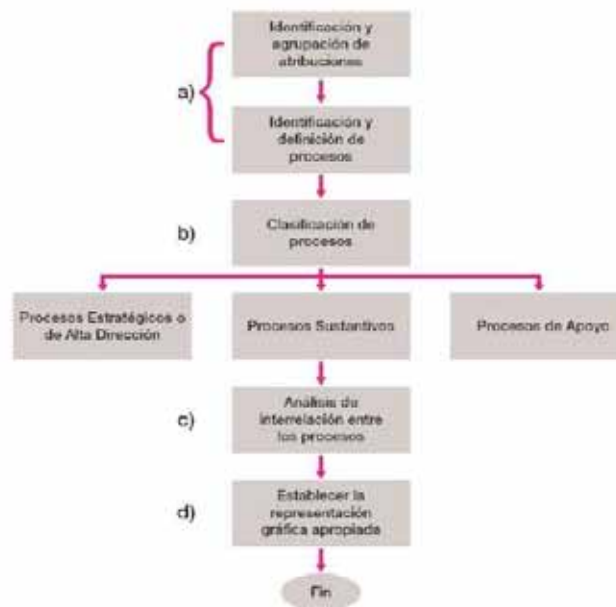 Identificación y
agrupación de
atribuciones
a)
Identificación y
definición de
procesos
b)
Clasificación de
procesos
Procesos Estratégicos o
de Alta Dirección
Procesos Sustantivos
Procesos de Apoyo
c)
Análisis de
interrelación entre
los procesos
d)
Establecer la
representación
gráfica apropiada
Fin